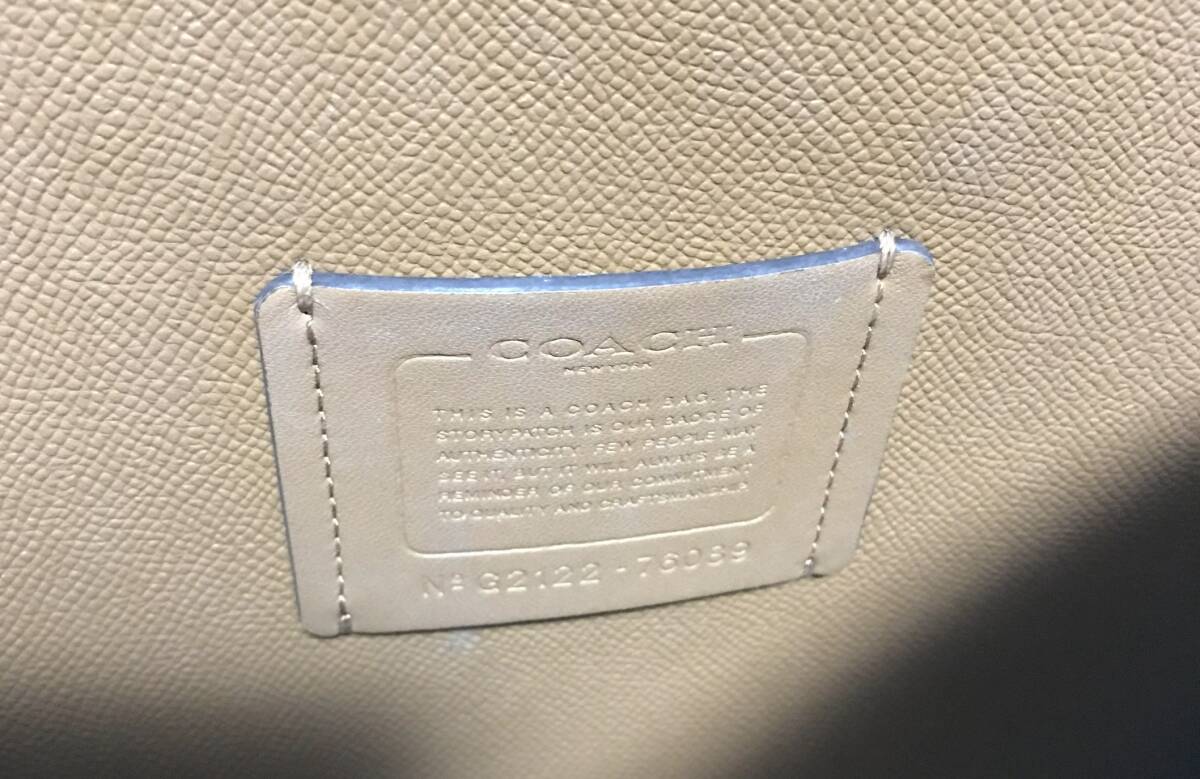 COACH
NEW YORK
THIS IS A COACH BAG. THE
STORYPATCH IS OUR BADGE OF
AUTHENTICITY. FEW PEOPLE MAY
SEE IT, BUT IT WILL ALWAYS BE A
REMINDER OF OUR COMMITMENT
TO QUALITY AND CRAFTSMANSHIP.
Nº G2122-76089